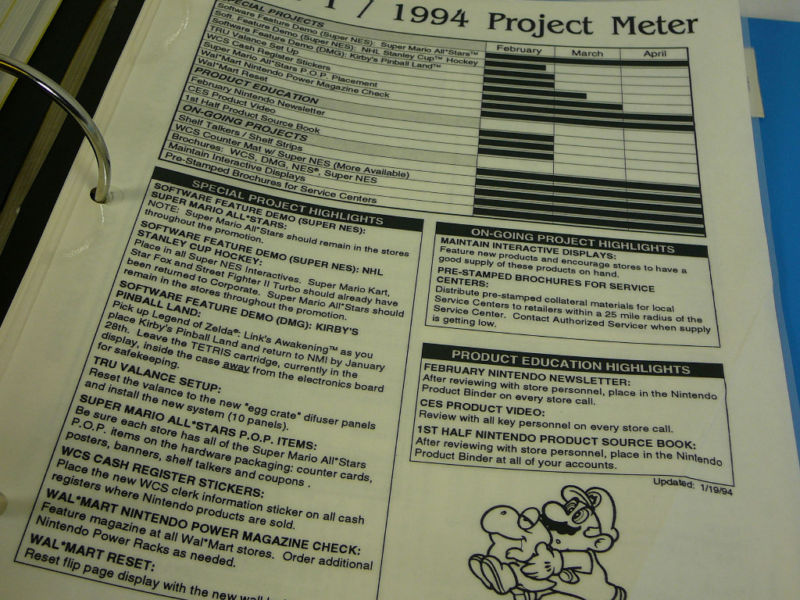 / 1994 Project Meter
February March April
SPECIAL PROJECTS
Software Feature Demo (Super NES): Super Mario All*Stars™
Soft. Feature Demo (Super NES): NHL Stanley Cup™ Hockey
Software Feature Demo (DMG): Kirby's Pinball Land™
TRU Valance Set Up
WCS Cash Register Stickers
Super Mario All*Stars P.O.P. Placement
Wal*Mart Nintendo Power Magazine Check
Wal*Mart Reset
PRODUCT EDUCATION
February Nintendo Newsletter
CES Product Video
1st Half Product Source Book
ON-GOING PROJECTS
Shelf Talkers / Shelf Strips
WCS Counter Mat w/ Super NES (More Available)
Brochures: WCS, DMG, NES®, Super NES
Maintain Interactive Displays
Pre-Stamped Brochures for Service Centers
SPECIAL PROJECT HIGHLIGHTS
SOFTWARE FEATURE DEMO (SUPER NES):
SUPER MARIO ALL*STARS:
NOTE: Super Mario All*Stars should remain in the stores
throughout the promotion.
SOFTWARE FEATURE DEMO (SUPER NES): NHL
STANLEY CUP HOCKEY:
Place in all Super NES Interactives. Super Mario Kart,
Star Fox and Street Fighter II Turbo should already have
been returned to Corporate. Super Mario All*Stars should
remain in the stores throughout the promotion.
SOFTWARE FEATURE DEMO (DMG): KIRBY'S
PINBALL LAND:
Pick up Legend of Zelda®: Link's Awakening™ as you
place Kirby's Pinball Land and return to NMI by January
28th. Leave the TETRIS cartridge, currently in the
display, inside the case away from the electronics board
for safekeeping.
TRU VALANCE SETUP:
Reset the valance to the new "egg crate" difuser panels
and install the new system (10 panels).
SUPER MARIO ALL*STARS P.O.P. ITEMS:
Be sure each store has all of the Super Mario All*Stars
P.O.P. items on the hardware packaging: counter cards,
posters, banners, shelf talkers and coupons .
WCS CASH REGISTER STICKERS:
Place the new WCS clerk information sticker on all cash
registers where Nintendo products are sold.
WAL*MART NINTENDO POWER MAGAZINE CHECK:
Feature magazine at all Wal*Mart stores. Order additional
Nintendo Power Racks as needed.
WAL*MART RESET:
Reset flip page display with the new wall
ON-GOING PROJECT HIGHLIGHTS
MAINTAIN INTERACTIVE DISPLAYS:
Feature new products and encourage stores to have a
good supply of these products on hand.
PRE-STAMPED BROCHURES FOR SERVICE
CENTERS:
Distribute pre-stamped collateral materials for local
Service Centers to retailers within a 25 mile radius of the
Service Center. Contact Authorized Servicer when supply
is getting low.
PRODUCT EDUCATION HIGHLIGHTS
FEBRUARY NINTENDO NEWSLETTER:
After reviewing with store personnel, place in the Nintendo
Product Binder on every store call.
CES PRODUCT VIDEO:
Review with all key personnel on every store call.
1ST HALF NINTENDO PRODUCT SOURCE BOOK:
After reviewing with store personnel, place in the Nintendo
Product Binder at all of your accounts.
Updated: 1/19/94